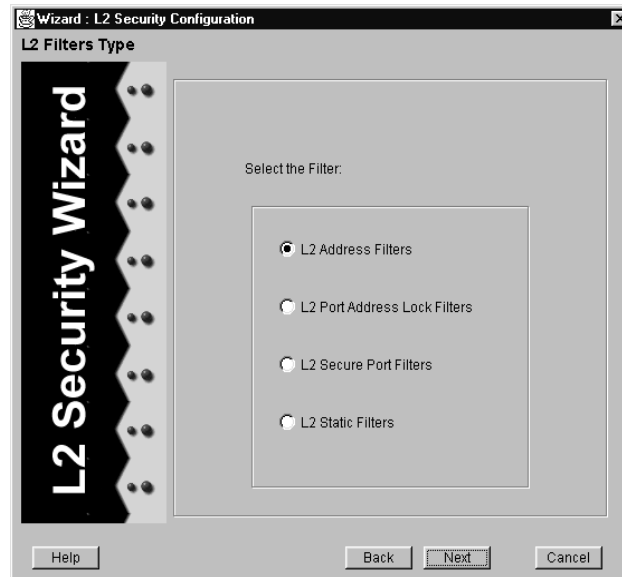 Wizard : L2 Security Configuration
L2 Filters Type
L2 Security Wizard
Select the Filter:
L2 Address Filters
L2 Port Address Lock Filters
L2 Secure Port Filters
L2 Static Filters
Help
Back
Next
Cancel